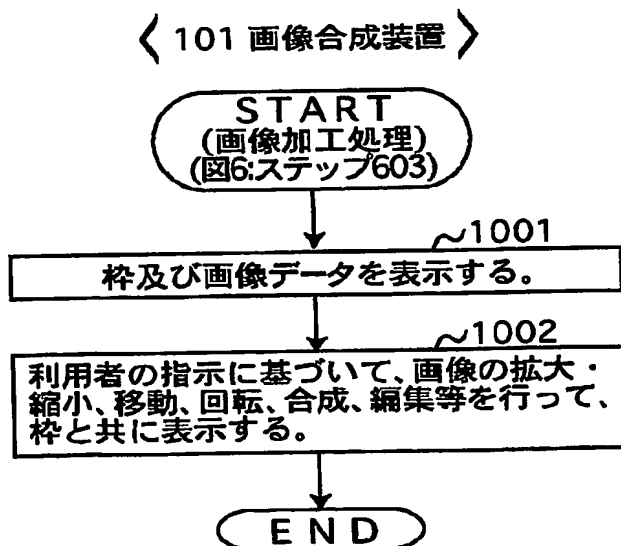 〈 101 画像合成装置 〉
START
(画像加工処理)
(図6:ステップ603)
～1001
枠及び画像データを表示する。
～1002
利用者の指示に基づいて、画像の拡大・
縮小、移動、回転、合成、編集等を行って、
枠と共に表示する。
END